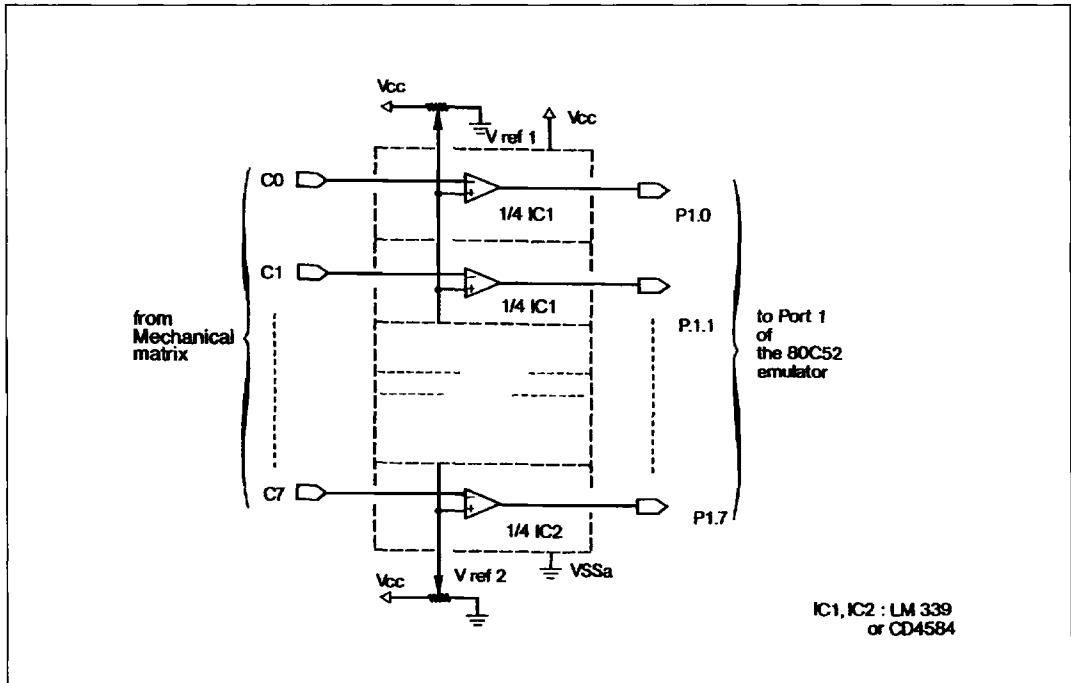 Vcc
V ref 1
Vcc
C0
1/4 IC1
P1.0
C1
1/4 IC1
P.1.1
from
Mechanical
matrix
to Port 1
of
the 80C52
emulator
C7
1/4 IC2
P1.7
Vcc
V ref 2
VSSa
IC1, IC2 : LM 339
or CD4584